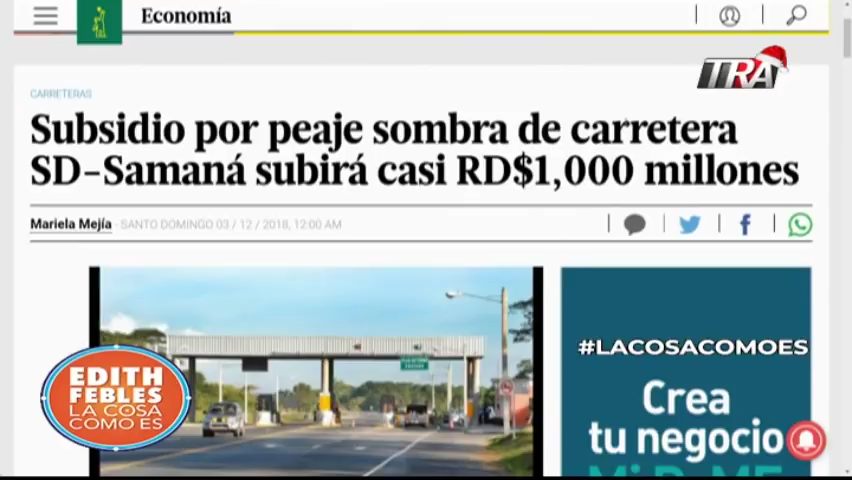 Economía
TRA
CARRETERAS
Subsidio por peaje sombra de carretera
SD-Samaná subirá casi RD$1,000 millones
Mariela Mejía - SANTO DOMINGO 03 / 12 / 2018, 12:00 AM
#LACOSACOMOES
EDITH
FEBLES
LA COSA
COMO ES
Crea
tu negocio